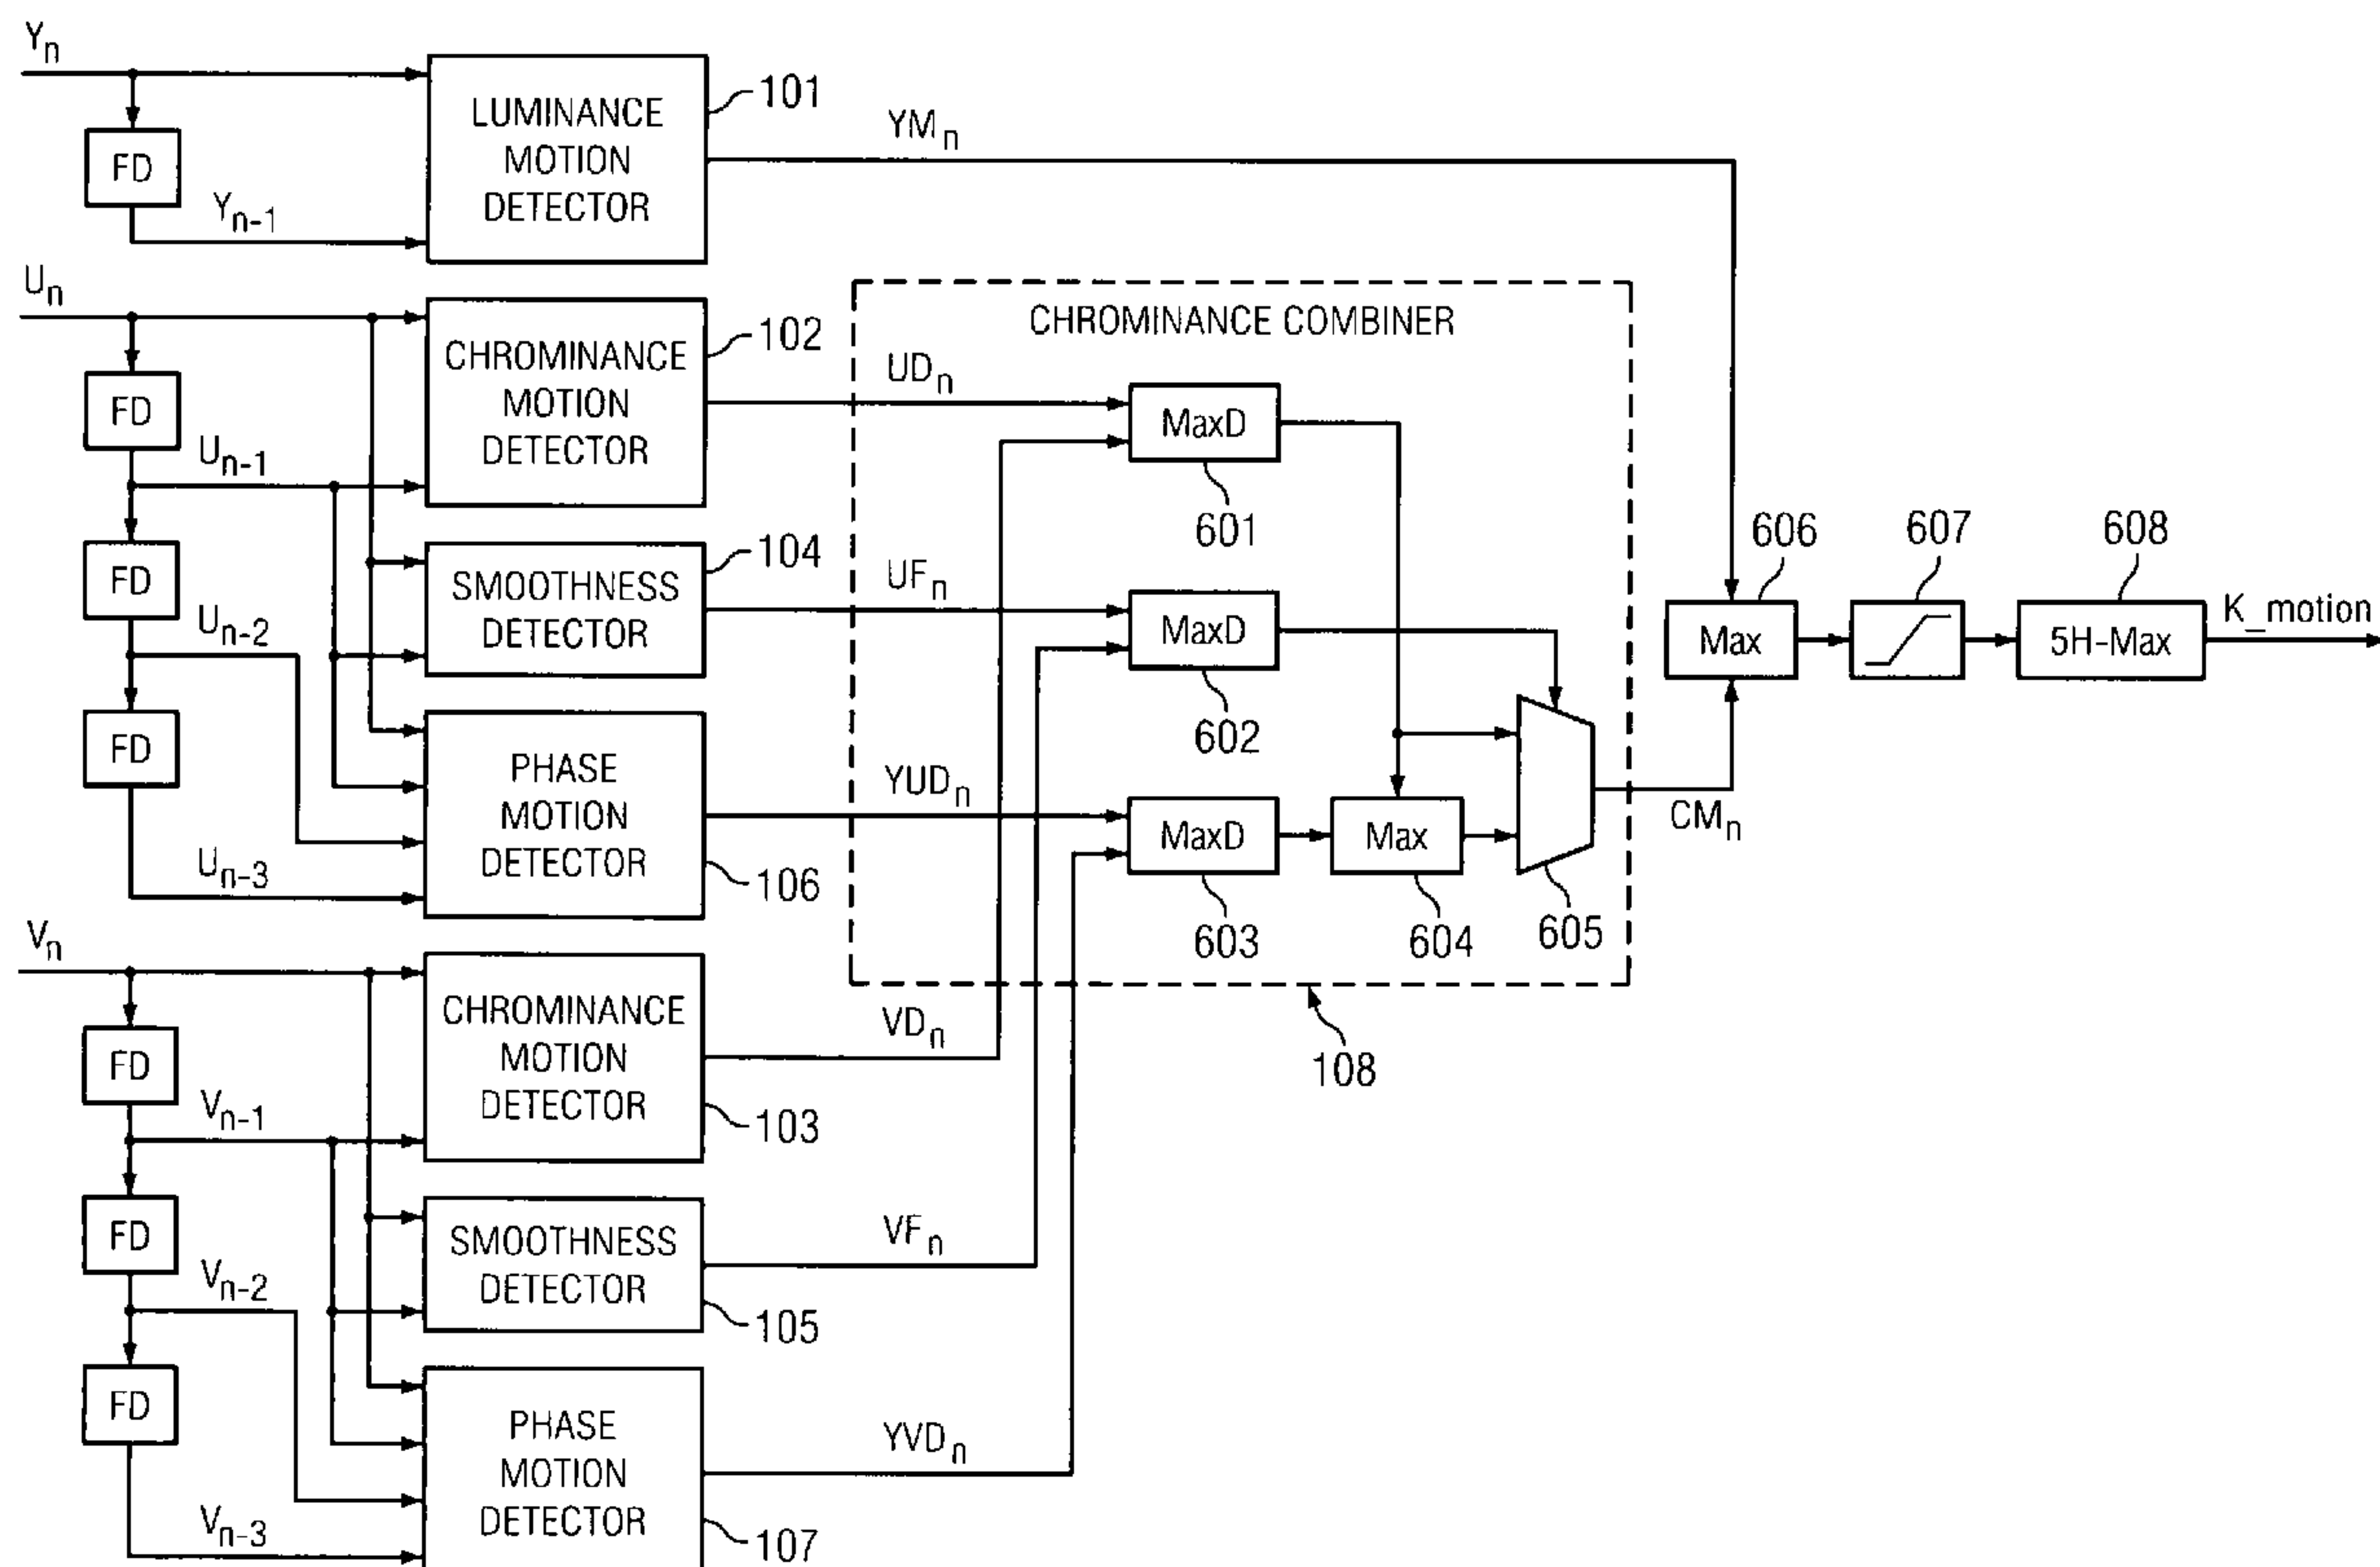 Yn
LUMINANCE
MOTION
DETECTOR
101
FD
Yn-1
YMn
Un
CHROMINANCE
MOTION
DETECTOR
102
FD
Un-1
CHROMINANCE COMBINER
UDn
MaxD
601
FD
SMOOTHNESS
DETECTOR
104
Un-2
UFn
MaxD
602
606
Max
607
608
5H-Max
K_motion
FD
PHASE
MOTION
DETECTOR
106
Un-3
YUDn
MaxD
603
Max
604
605
CMn
108
Vn
CHROMINANCE
MOTION
DETECTOR
103
FD
Vn-1
VDn
FD
SMOOTHNESS
DETECTOR
105
Vn-2
VFn
FD
PHASE
MOTION
DETECTOR
107
Vn-3
YVDn